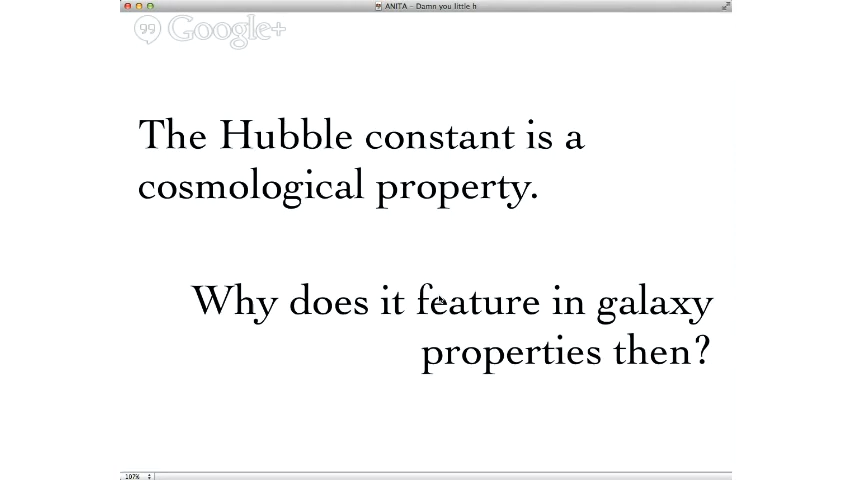 ANITA – Damn you little h
Google+
The Hubble constant is a
cosmological property.
Why does it feature in galaxy
properties then?
107%